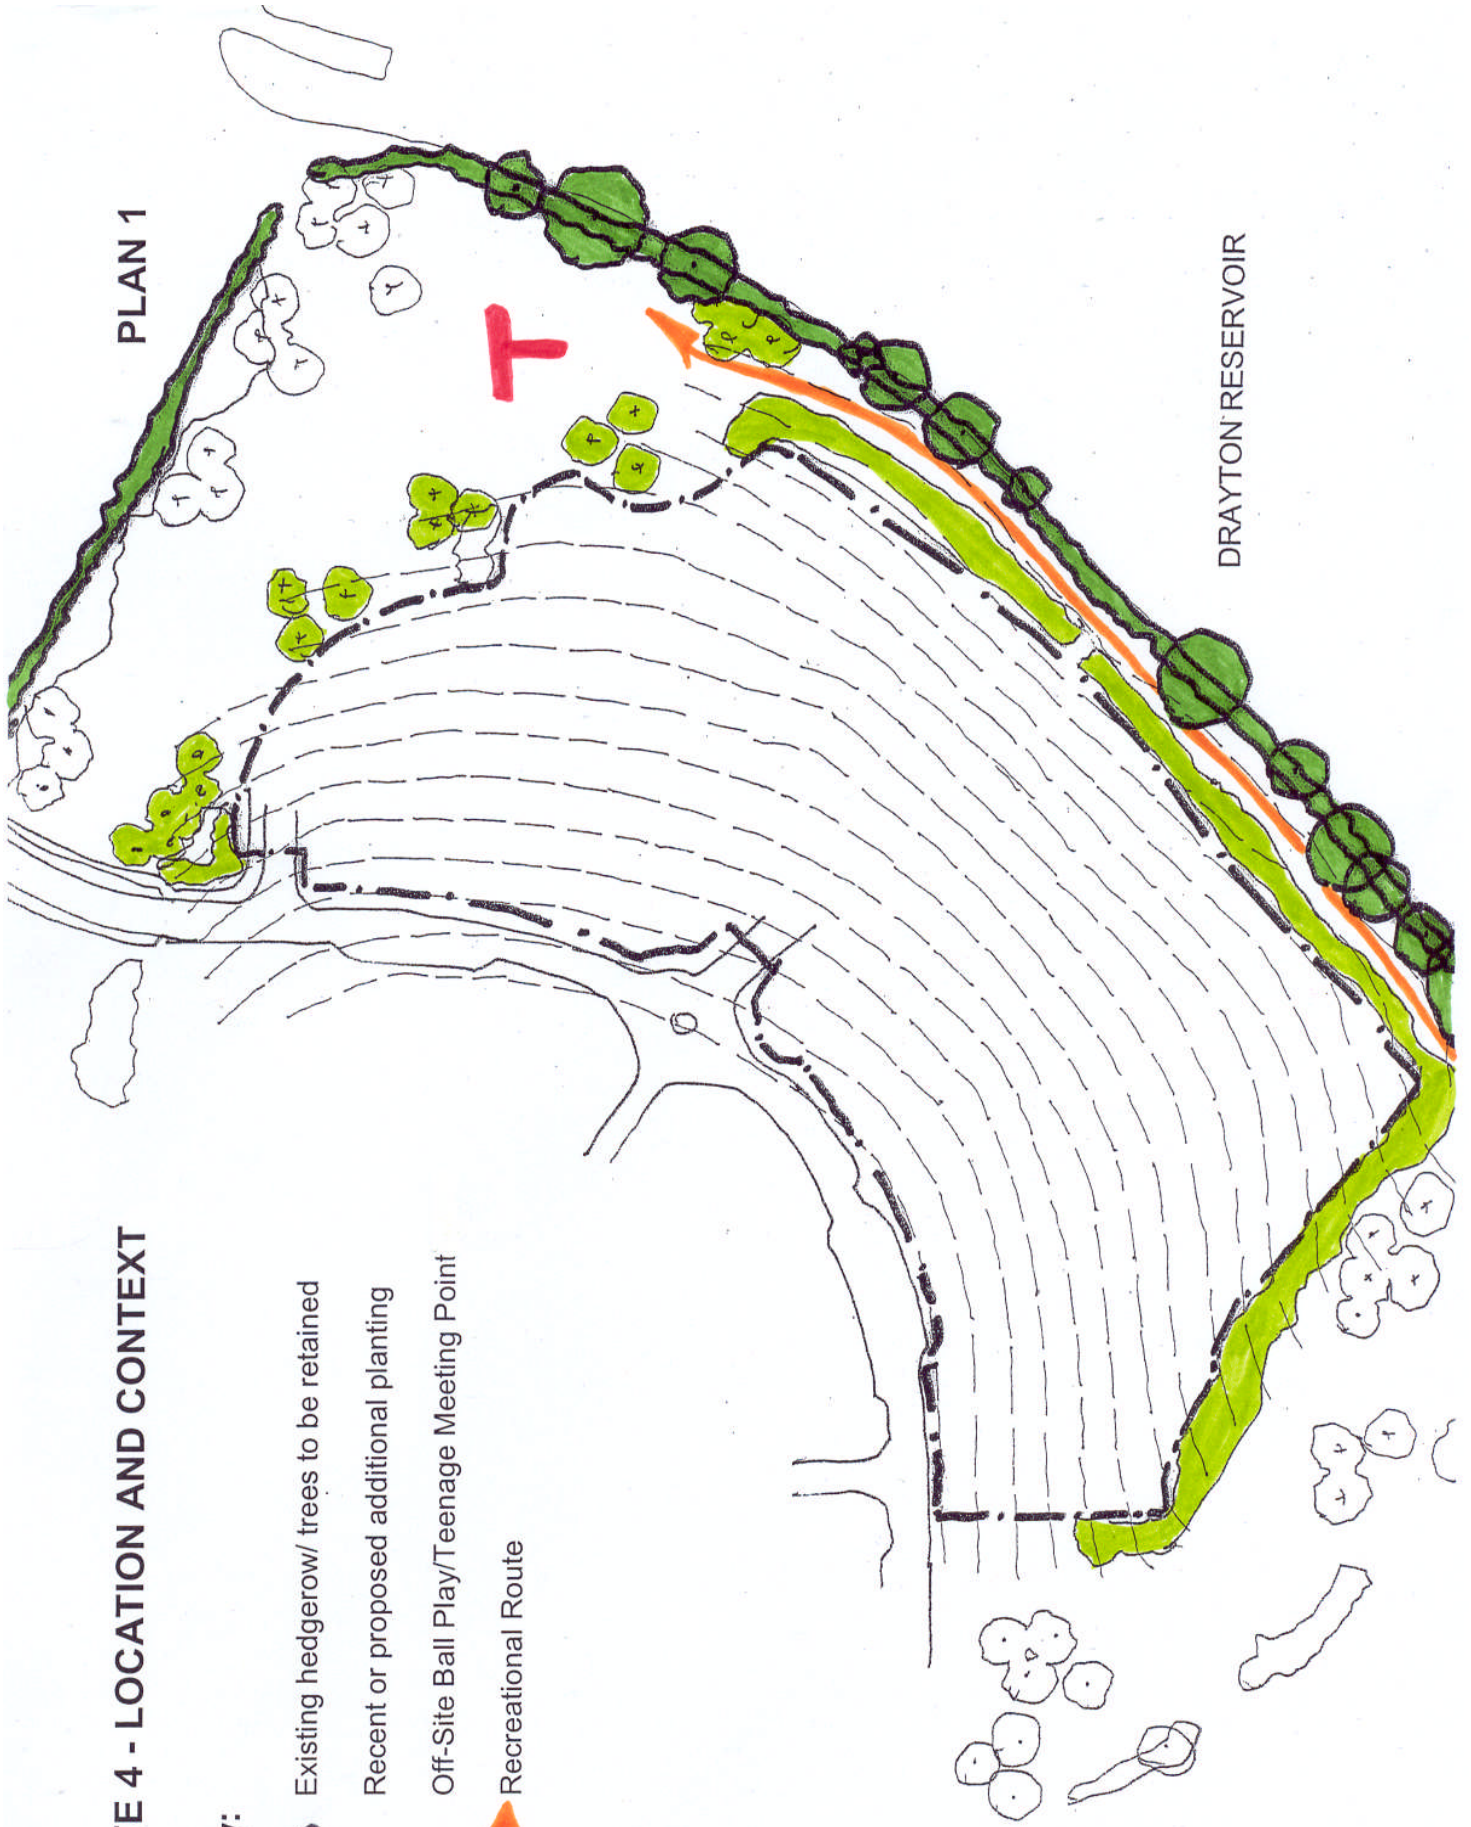 PLAN 1
E 4 - LOCATION AND CONTEXT
Existing hedgerow/ trees to be retained
Recent or proposed additional planting
Off-Site Ball Play/Teenage Meeting Point
Recreational Route
T
DRAYTON RESERVOIR